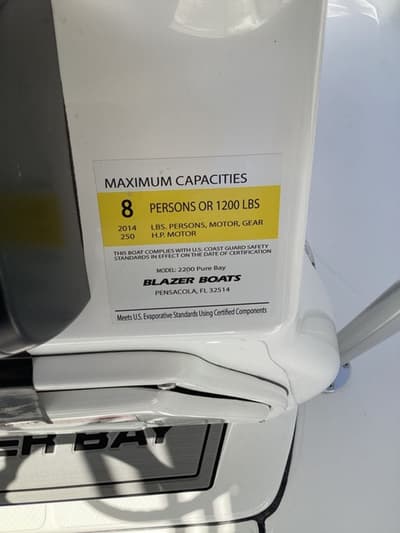 MAXIMUM CAPACITIES
8 PERSONS OR 1200 LBS
2014 LBS. PERSONS, MOTOR, GEAR
250 H.P. MOTOR
THIS BOAT COMPLIES WITH U.S. COAST GUARD SAFETY
STANDARDS IN EFFECT ON THE DATE OF CERTIFICATION
MODEL: 2200 Pure Bay
BLAZER BOATS
PENSACOLA, FL 32514
Meets U.S. Evaporative Standards Using Certified Components
ER BAY